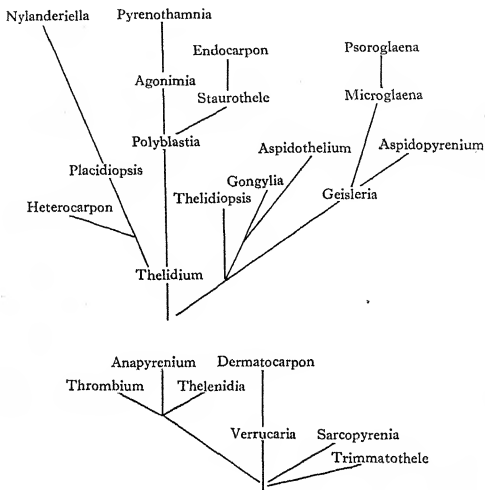 Nylanderiella Pyrenothamnia
Endocarpon Psoroglaena
Agonimia
Staurothele Microglaena
Polyblastia
Aspidothelium Aspidopyrenium
Placidiopsis
Gongylia
Thelidiopsis Geisleria
Heterocarpon
Thelidium
Anapyrenium Dermatocarpon
Thrombium Thelenidia
Verrucaria Sarcopyrenia
Trimmatothele